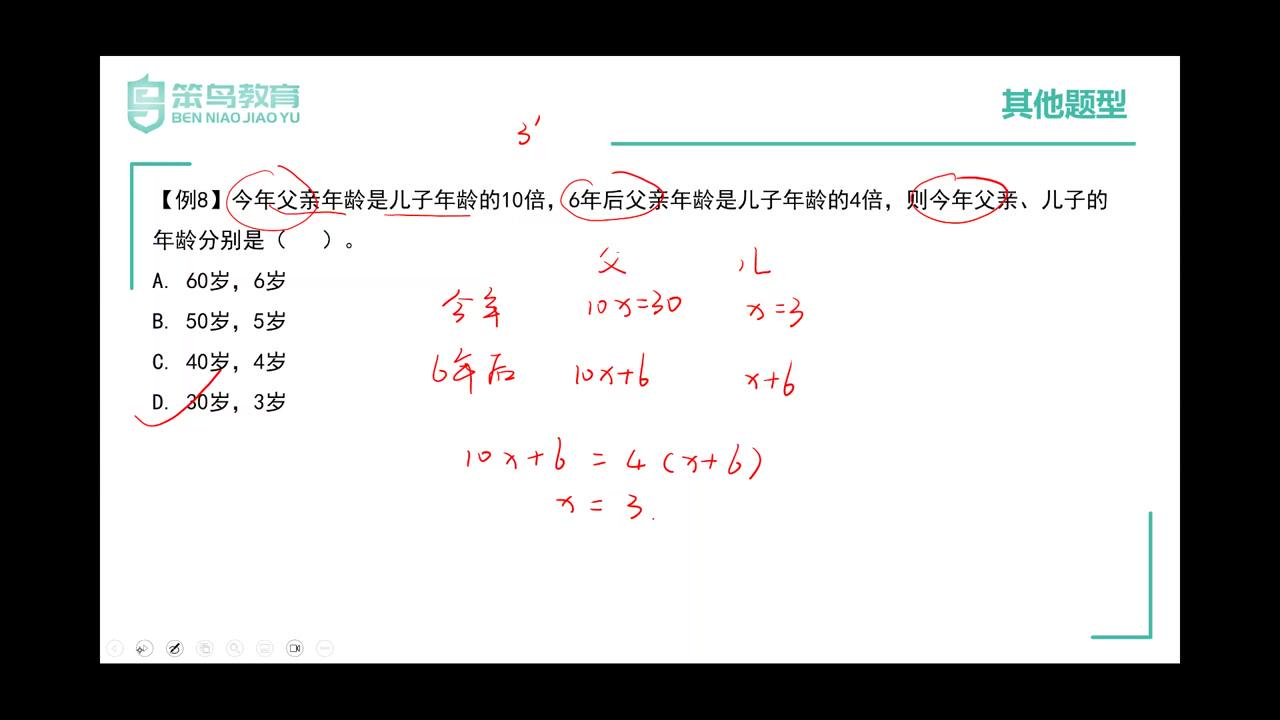 笨鸟教育
BEN NIAO JIAO YU
其他题型
3'
【例8】今年父亲年龄是儿子年龄的10倍，6年后父亲年龄是儿子年龄的4倍，则今年父亲、儿子的
年龄分别是（ ）。
父 儿
A. 60岁，6岁
今年 10x=30 x=3
B. 50岁，5岁
C. 40岁，4岁
6年后 10x+6 x+6
D. 30岁，3岁
10x+6 = 4(x+6)
x = 3.